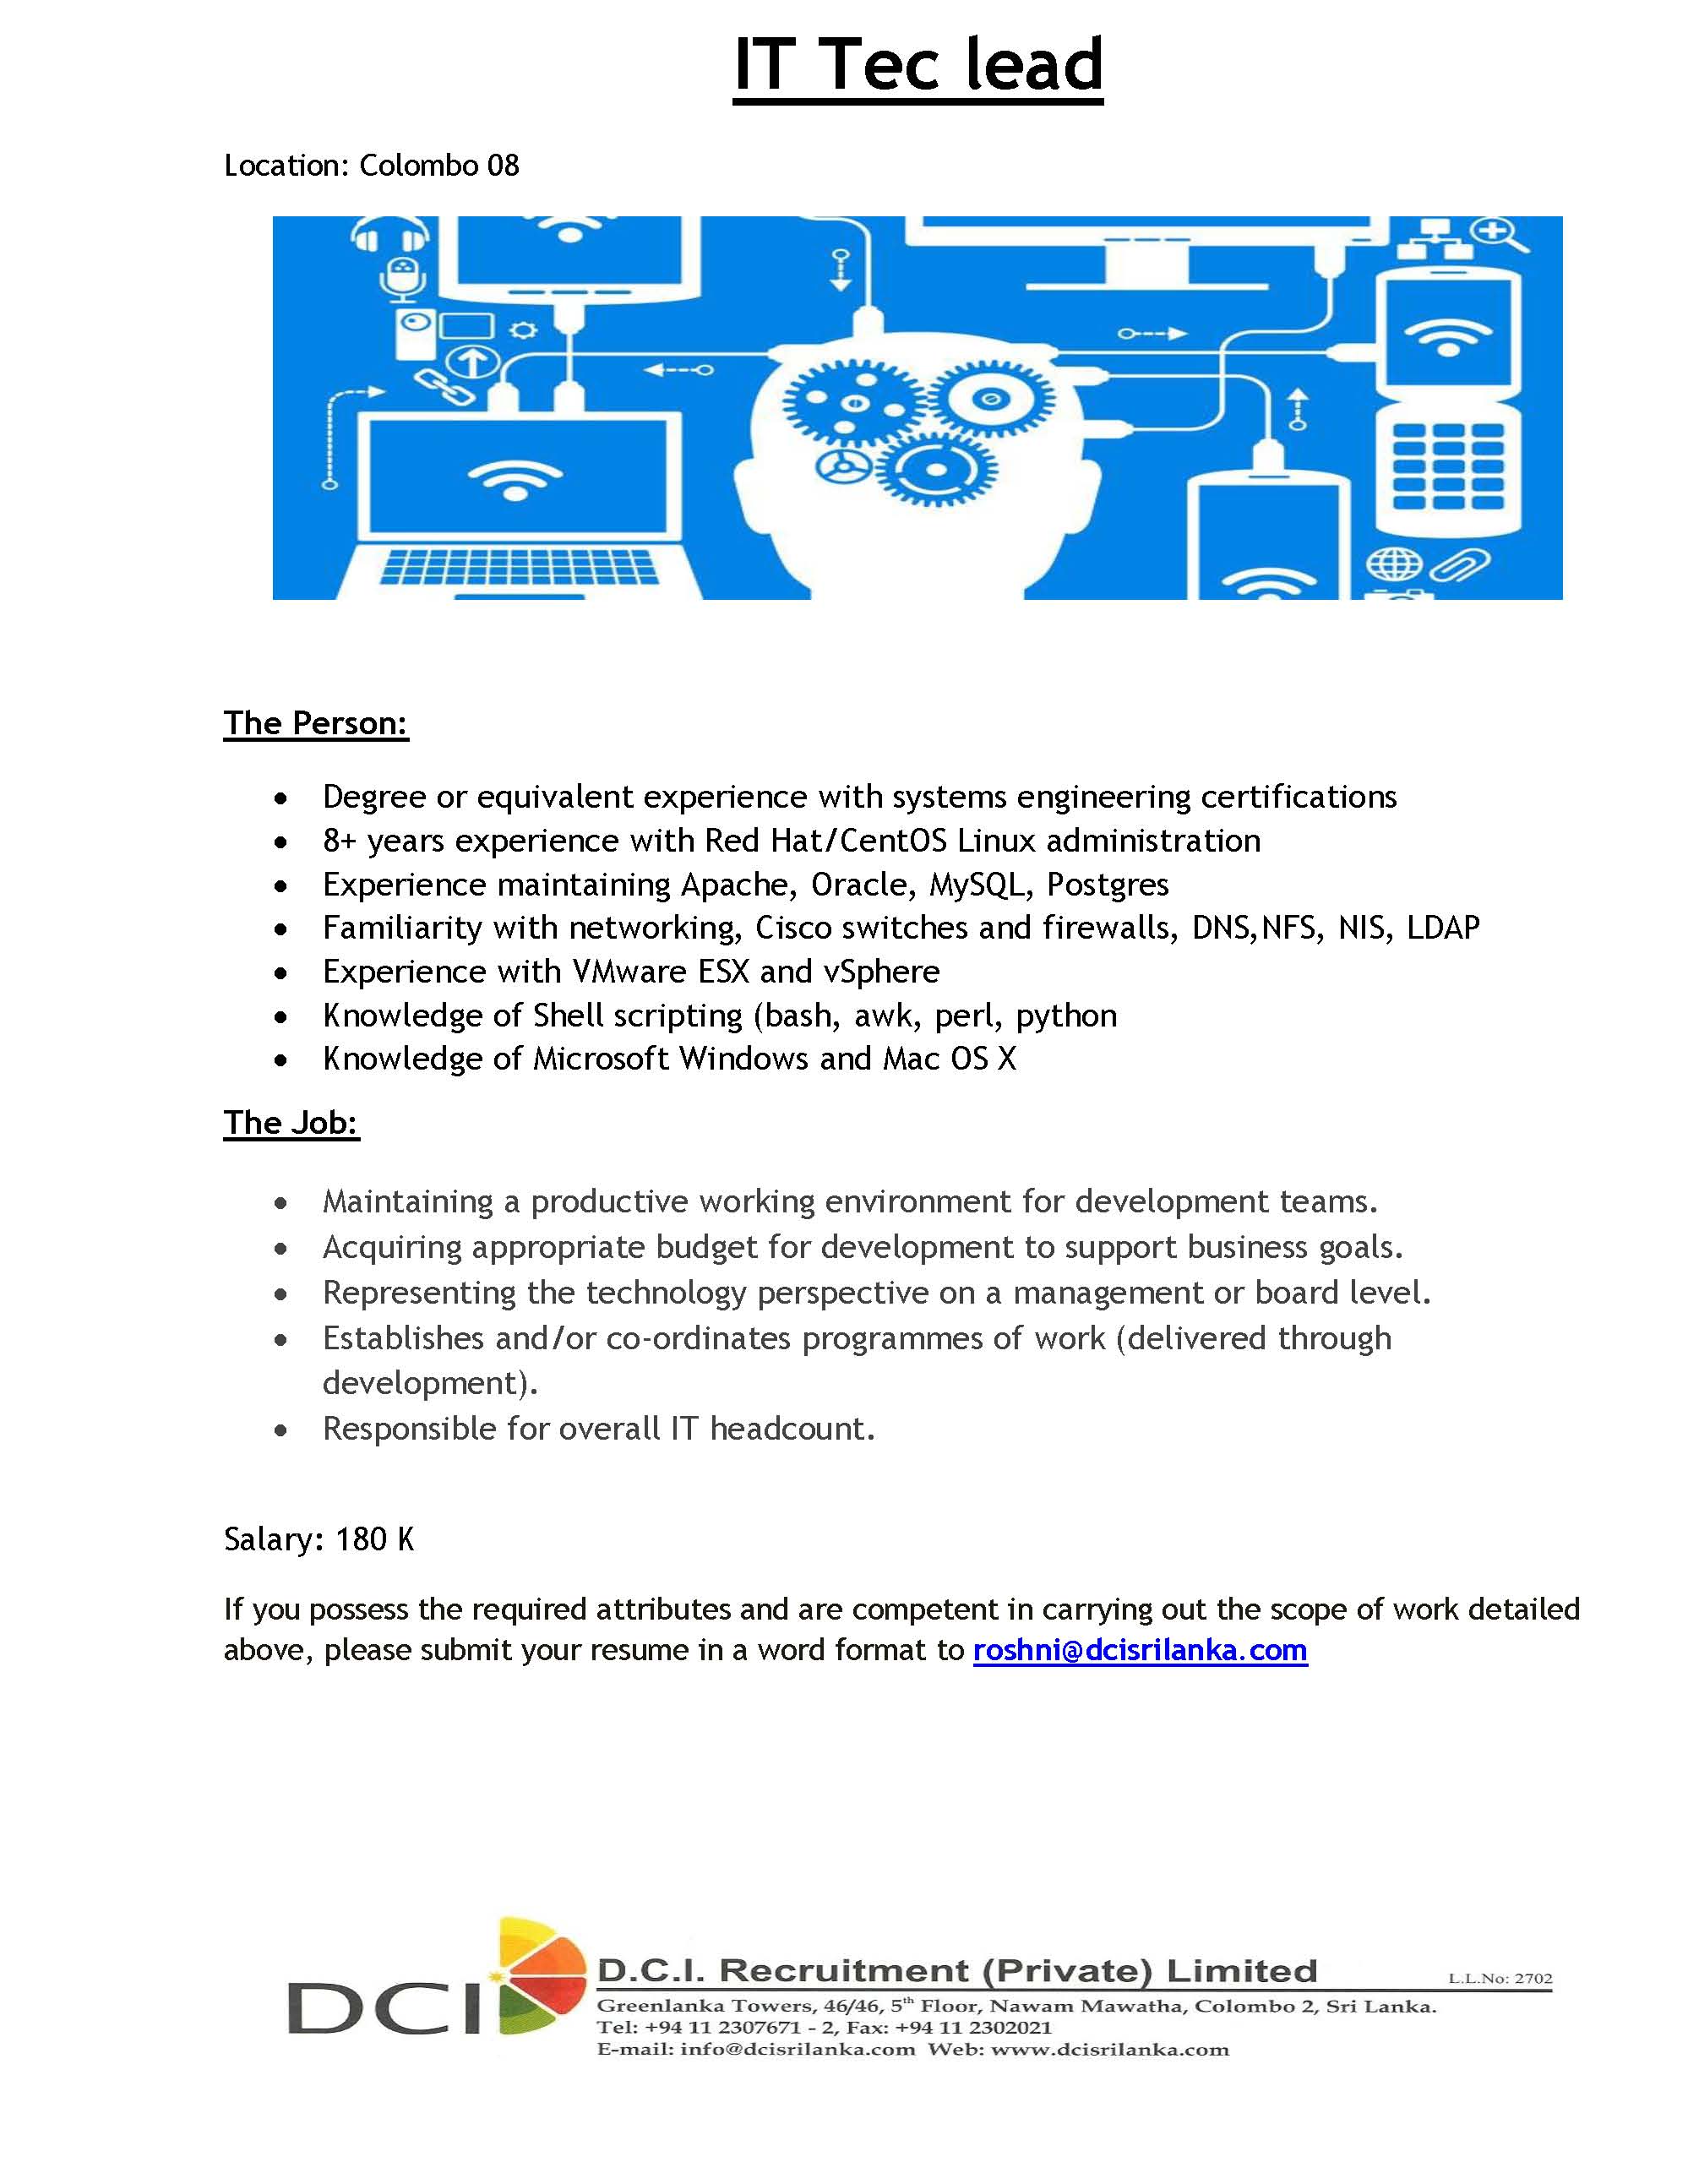 IT Tec lead
Location: Colombo 08
The Person:
• Degree or equivalent experience with systems engineering certifications
• 8+ years experience with Red Hat/CentOS Linux administration
• Experience maintaining Apache, Oracle, MySQL, Postgres
• Familiarity with networking, Cisco switches and firewalls, DNS,NFS, NIS, LDAP
• Experience with VMware ESX and vSphere
• Knowledge of Shell scripting (bash, awk, perl, python
• Knowledge of Microsoft Windows and Mac OS X
The Job:
• Maintaining a productive working environment for development teams.
• Acquiring appropriate budget for development to support business goals.
• Representing the technology perspective on a management or board level.
• Establishes and/or co-ordinates programmes of work (delivered through
development).
• Responsible for overall IT headcount.
Salary: 180 K
If you possess the required attributes and are competent in carrying out the scope of work detailed
above, please submit your resume in a word format to roshni@dcisrilanka.com
DCI
D.C.I. Recruitment (Private) Limited L.L.No: 2702
Greenlanka Towers, 46/46, 5th Floor, Nawam Mawatha, Colombo 2, Sri Lanka.
Tel: +94 11 2307671 - 2, Fax: +94 11 2302021
E-mail: info@dcisrilanka.com Web: www.dcisrilanka.com